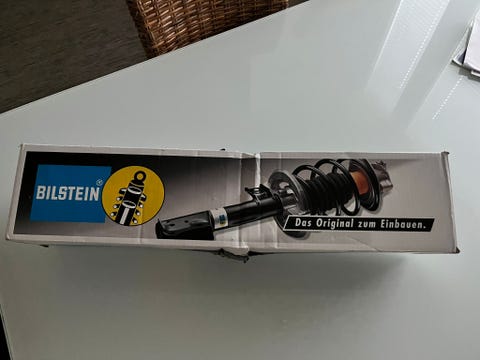 BILSTEIN®
Das Original zum Einbauen.